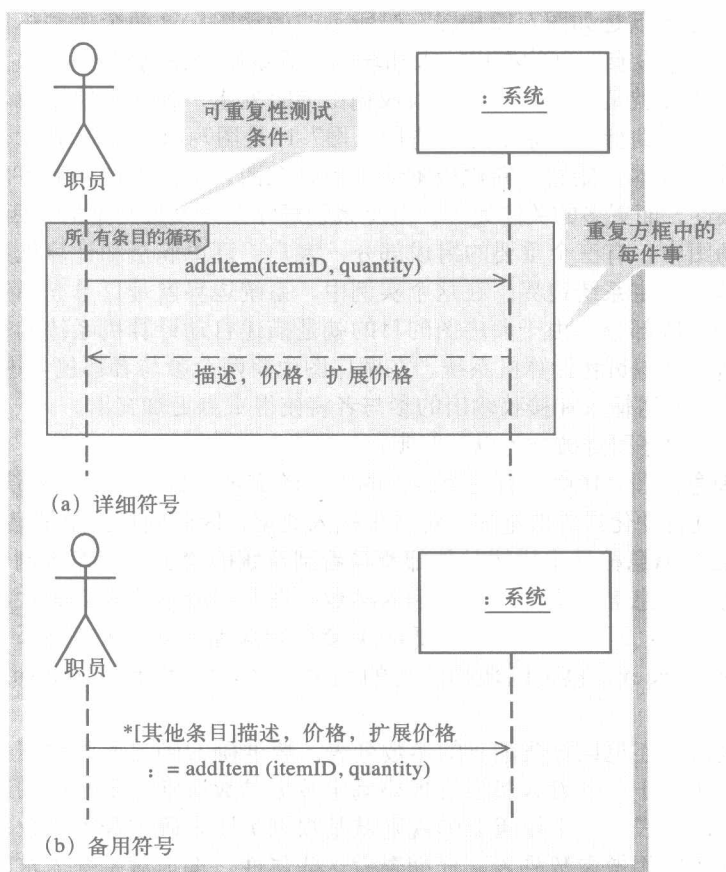 可重复性测试
条件
：系统
职员
所有条目的循环
重复方框中的
每件事
addItem(itemiD, quantity)
描述，价格，扩展价格
(a) 详细符号
：系统
职员
*[其他条目]描述，价格，扩展价格
：= addItem (itemID, quantity)
(b) 备用符号